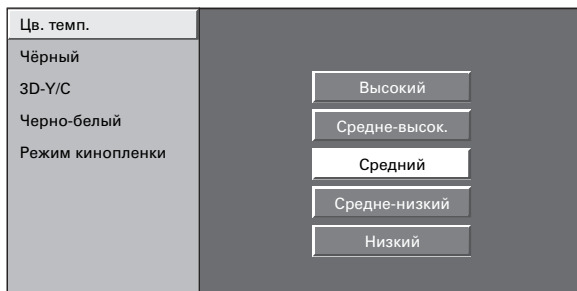 Цв. темп.
Чёрный
3D-Y/C
Черно-белый
Режим кинопленки
Высокий
Средне-высок.
Средний
Средне-низкий
Низкий